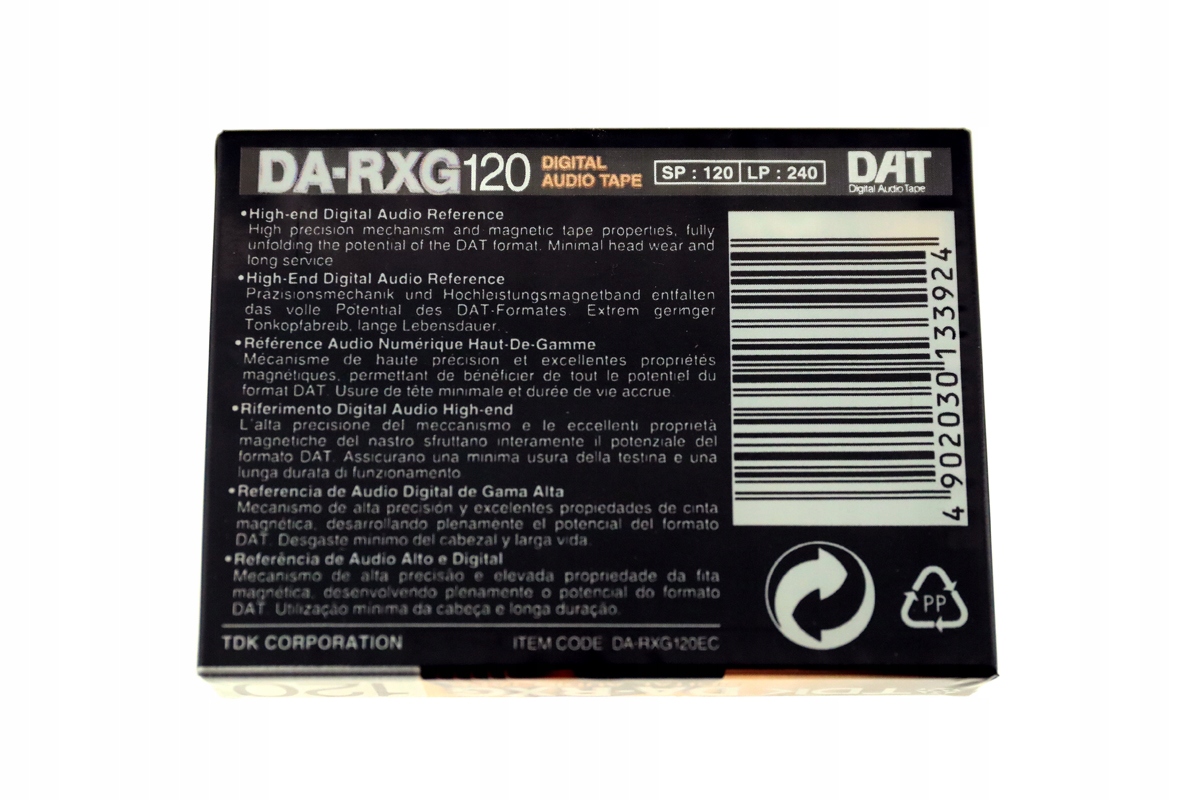 DA-RXG120 DIGITAL AUDIO TAPE SP : 120 LP : 240 DAT Digital Audio Tape
•High-end Digital Audio Reference
High precision mechanism and magnetic tape properties, fully
unfolding the potential of the DAT format. Minimal head wear and
long service
•High-End Digital Audio Reference
Präzisionsmechanik und Hochleistungsmagnetband entfalten
das volle Potential des DAT-Formates. Extrem geringer
Tonkopfabreib, lange Lebensdauer.
•Référence Audio Numérique Haut-De-Gamme
Mécanisme de haute précision et excellentes propriétés
magnétiques, permettant de bénéficier de tout le potentiel du
format DAT. Usure de tête minimale et durée de vie accrue.
•Riferimento Digital Audio High-end
L'alta precisione del meccanismo e le eccellenti proprietà
magnetiche del nastro sfruttano interamente il potenziale del
formato DAT. Assicurano una minima usura della testina e una
lunga durata di funzionamento
•Referencia de Audio Digital de Gama Alta
Mecanismo de alta precisión y excelentes propiedades de cinta
magnética, desarrollando plenamente el potencial del formato
DAT. Desgaste mínimo del cabezal y larga vida.
•Referência de Audio Alto e Digital
Mecanismo de alta precisão e elevada propriedade da fita
magnética, desenvolvendo plenamente o potencial do formato
DAT. Utilização mínima da cabeça e longa duração.
TDK CORPORATION ITEM CODE DA-RXG120EC
4 902030 133924
PP